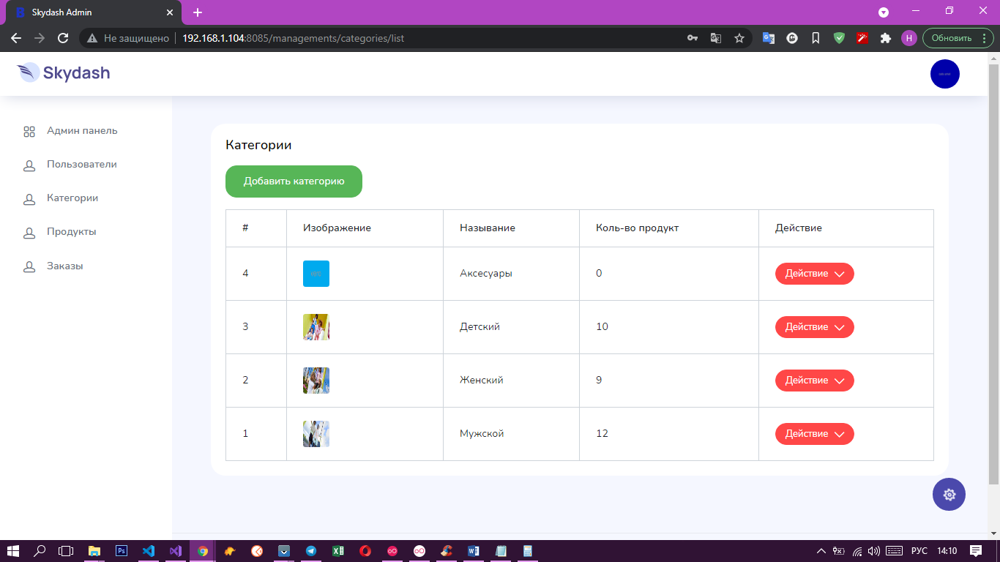 Skydash Admin
Не защищено
192.168.1.104:8085/managements/categories/list
Н
Обновить
Skydash
Админ панель
Пользователи
Категории
Продукты
Заказы
Категории
Добавить категорию
# Изображение Называние Коль-во продукт Действие
4 Аксесуары 0 Действие
3 Детский 10 Действие
2 Женский 9 Действие
1 Мужской 12 Действие
Ps
РУС
14:10